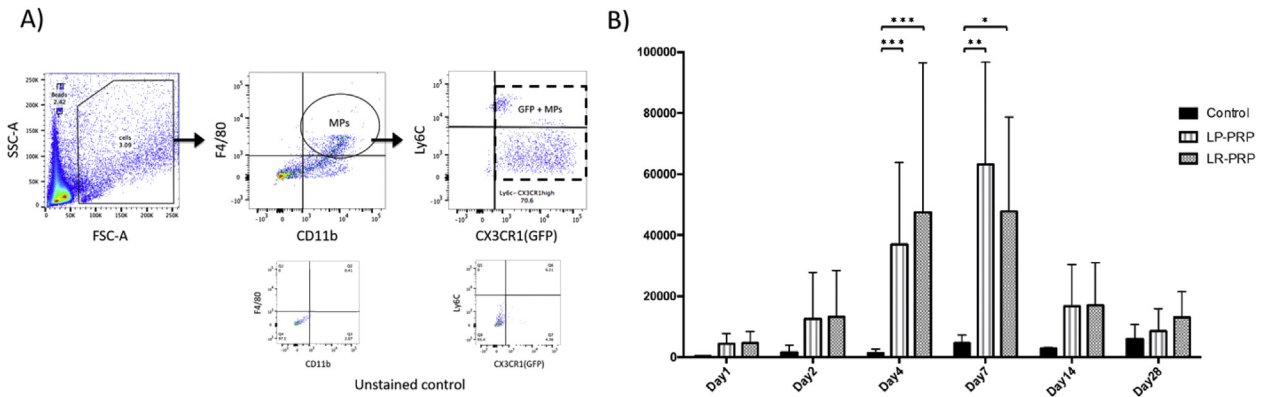 A)
SSC-A
250K
200K
150K
100K
50K
0
Beads
2.42
cells
3.09
0 50K 100K 150K 200K 250K
FSC-A
F4/80
MPs
CD11b
Ly6C
GFP + MPs
Ly6c- CX3CR1high
70.6
CX3CR1(GFP)
F4/80
CD11b
Ly6C
CX3CR1(GFP)
Unstained control
B)
*** *
*** **
100000
80000
60000
40000
20000
0
Day1 Day2 Day4 Day7 Day14 Day28
Control
LP-PRP
LR-PRP